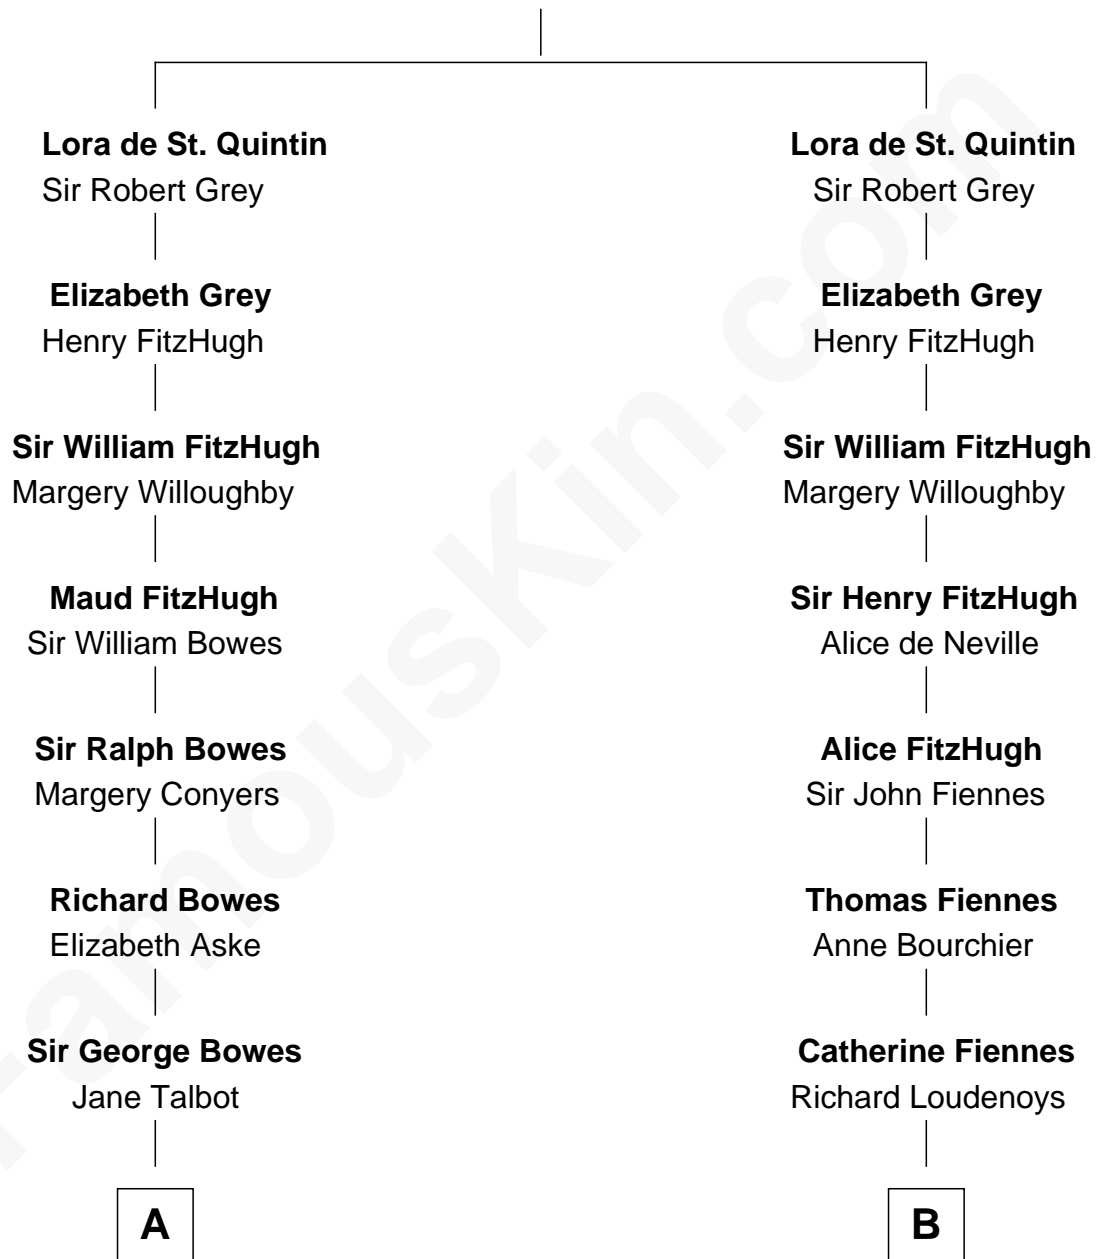 Lora de St. Quintin
Sir Robert Grey
Elizabeth Grey
Henry FitzHugh
Sir William FitzHugh
Margery Willoughby
Maud FitzHugh
Sir William Bowes
Sir Ralph Bowes
Margery Conyers
Richard Bowes
Elizabeth Aske
Sir George Bowes
Jane Talbot
A
Lora de St. Quintin
Sir Robert Grey
Elizabeth Grey
Henry FitzHugh
Sir William FitzHugh
Margery Willoughby
Sir Henry FitzHugh
Alice de Neville
Alice FitzHugh
Sir John Fiennes
Thomas Fiennes
Anne Bourchier
Catherine Fiennes
Richard Loudenoys
B
FamousKin.com